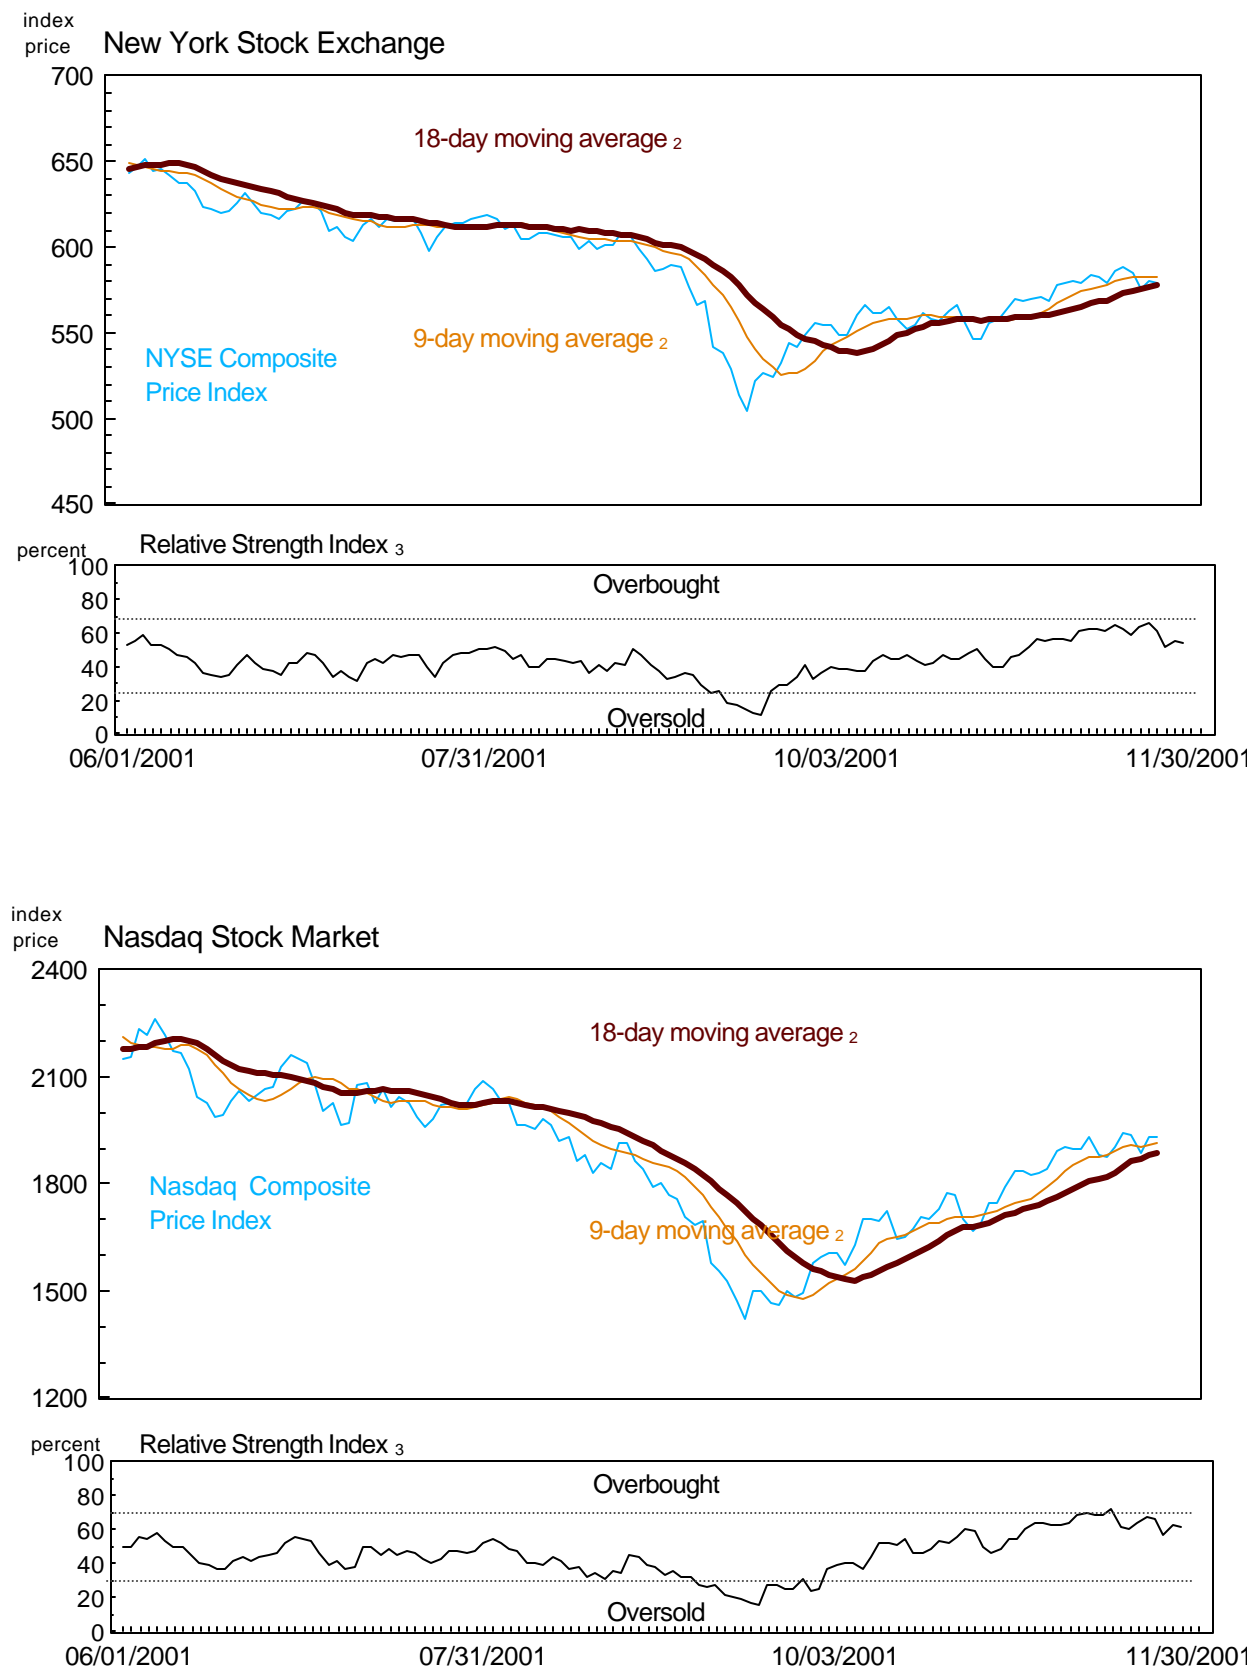 index
price New York Stock Exchange
700
18-day moving average 2
650
600
9-day moving average 2
NYSE Composite
Price Index
550
500
450
percent Relative Strength Index 3
100
Overbought
80
60
40
20
Oversold
0
06/01/2001 07/31/2001 10/03/2001 11/30/2001
index
price Nasdaq Stock Market
2400
18-day moving average 2
2100
1800
Nasdaq Composite
Price Index
9-day moving average 2
1500
1200
percent Relative Strength Index 3
100
Overbought
80
60
40
20
Oversold
0
06/01/2001 07/31/2001 10/03/2001 11/30/2001